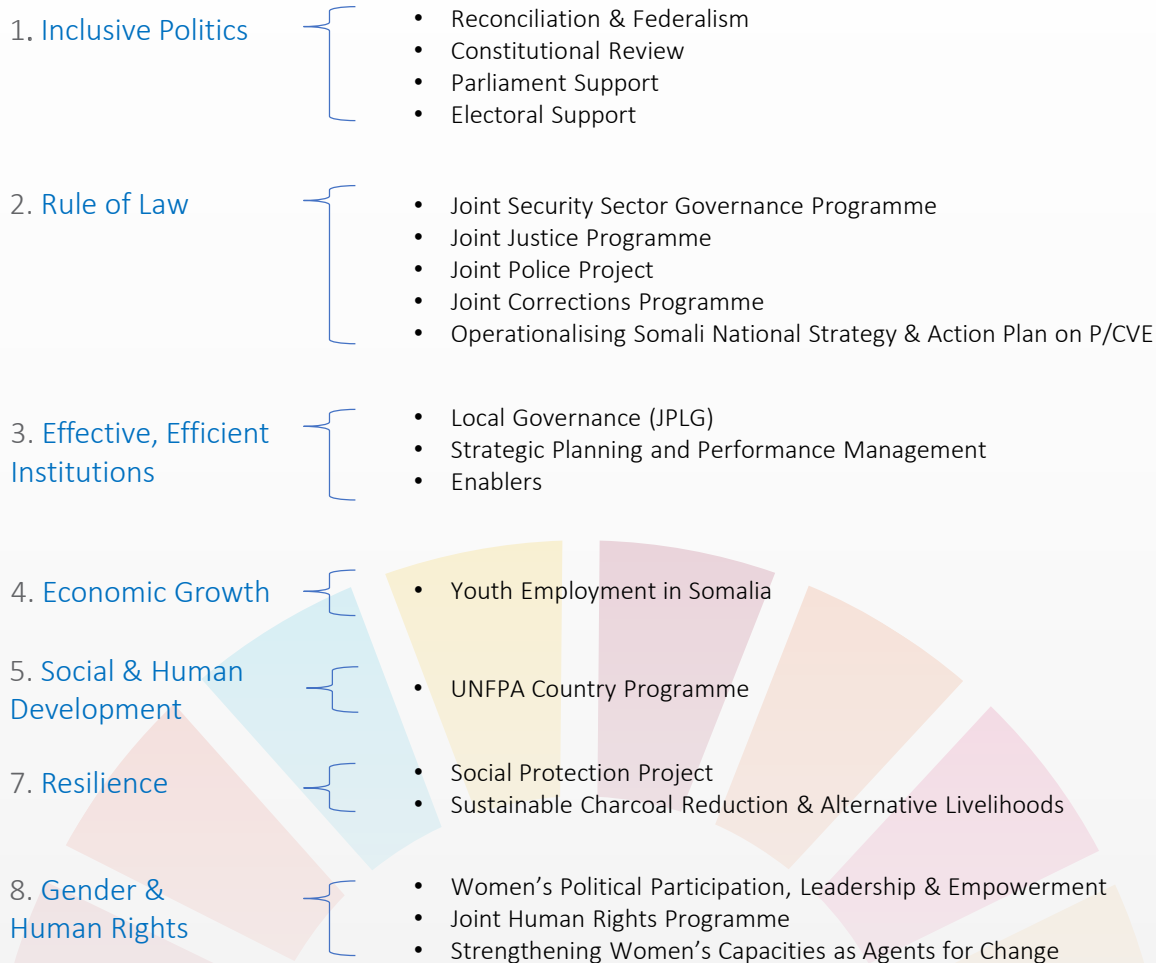 1. Inclusive Politics
• Reconciliation & Federalism
• Constitutional Review
• Parliament Support
• Electoral Support
2. Rule of Law
• Joint Security Sector Governance Programme
• Joint Justice Programme
• Joint Police Project
• Joint Corrections Programme
• Operationalising Somali National Strategy & Action Plan on P/CVE
3. Effective, Efficient
Institutions
• Local Governance (JPLG)
• Strategic Planning and Performance Management
• Enablers
4. Economic Growth
• Youth Employment in Somalia
5. Social & Human
Development
• UNFPA Country Programme
7. Resilience
• Social Protection Project
• Sustainable Charcoal Reduction & Alternative Livelihoods
8. Gender &
Human Rights
• Women’s Political Participation, Leadership & Empowerment
• Joint Human Rights Programme
• Strengthening Women’s Capacities as Agents for Change